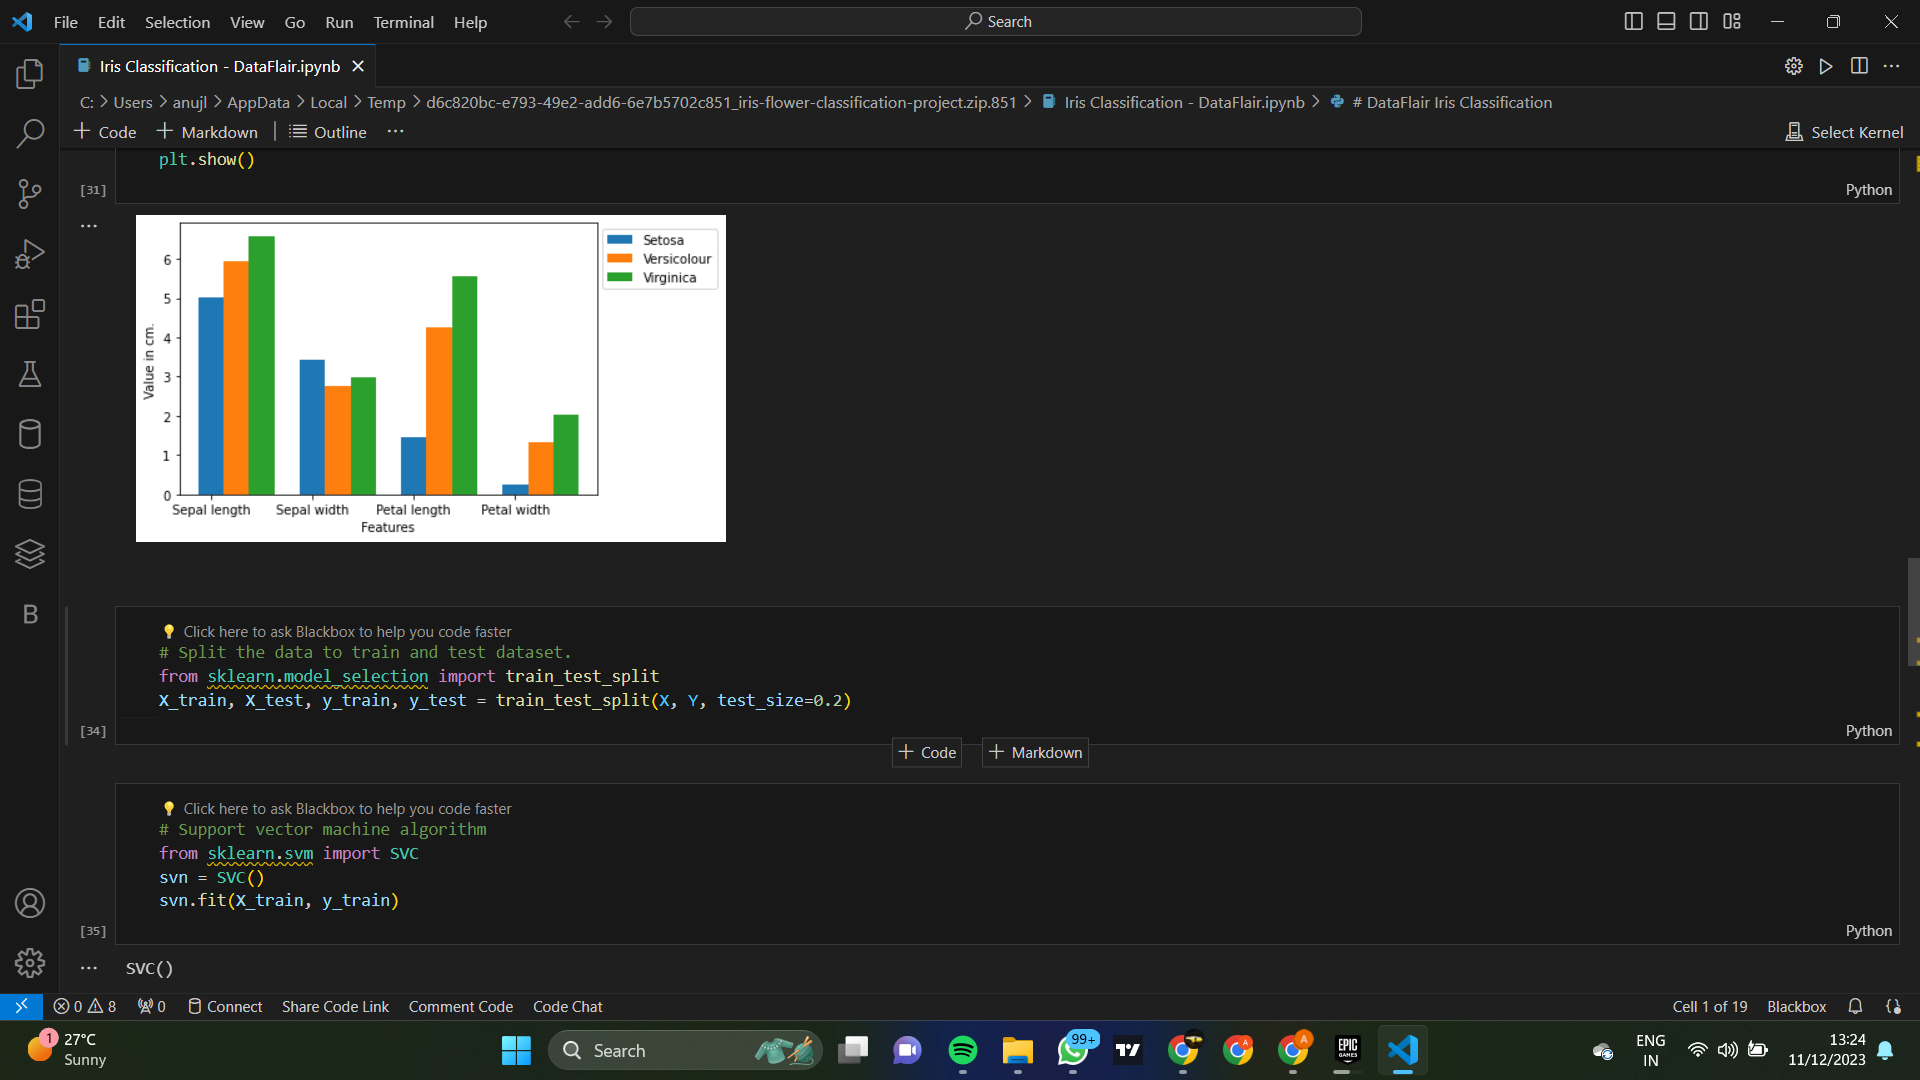 File Edit Selection View Go Run Terminal Help
Search
Iris Classification - DataFlair.ipynb
C: > Users > anujl > AppData > Local > Temp > d6c820bc-e793-49e2-add6-6e7b5702c851_iris-flower-classification-project.zip.851 > Iris Classification - DataFlair.ipynb > # DataFlair Iris Classification
+ Code + Markdown | Outline ···
Select Kernel
plt.show()
[31]
Python
...
6
5
4
3
2
1
0
Value in cm.
Sepal length Sepal width Petal length Petal width
Features
Setosa
Versicolour
Virginica
Click here to ask Blackbox to help you code faster
# Split the data to train and test dataset.
from sklearn.model_selection import train_test_split
X_train, X_test, y_train, y_test = train_test_split(X, Y, test_size=0.2)
[34]
Python
+ Code + Markdown
Click here to ask Blackbox to help you code faster
# Support vector machine algorithm
from sklearn.svm import SVC
svn = SVC()
svn.fit(X_train, y_train)
[35]
Python
... SVC()
B
0 8 0 Connect Share Code Link Comment Code Code Chat
Cell 1 of 19 Blackbox
1
27°C
Sunny
Search
99+
A
A
EPIC
GAMES
ENG
IN
13:24
11/12/2023